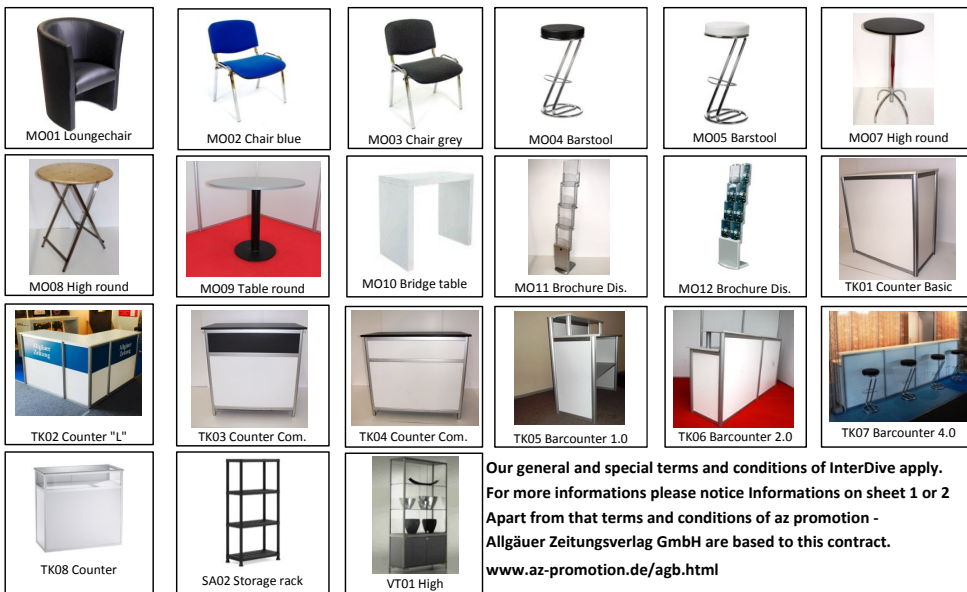 MO01 Loungechair
MO02 Chair blue
MO03 Chair grey
MO04 Barstool
MO05 Barstool
MO07 High round
MO08 High round
MO09 Table round
MO10 Bridge table
MO11 Brochure Dis.
MO12 Brochure Dis.
TK01 Counter Basic
Allgäuer
Zeitung
Allgäuer
Zeitung
TK02 Counter "L"
TK03 Counter Com.
TK04 Counter Com.
TK05 Barcounter 1.0
TK06 Barcounter 2.0
TK07 Barcounter 4.0
TK08 Counter
SA02 Storage rack
VT01 High
Our general and special terms and conditions of InterDive apply.
For more informations please notice Informations on sheet 1 or 2
Apart from that terms and conditions of az promotion -
Allgäuer Zeitungsverlag GmbH are based to this contract.
www.az-promotion.de/agb.html